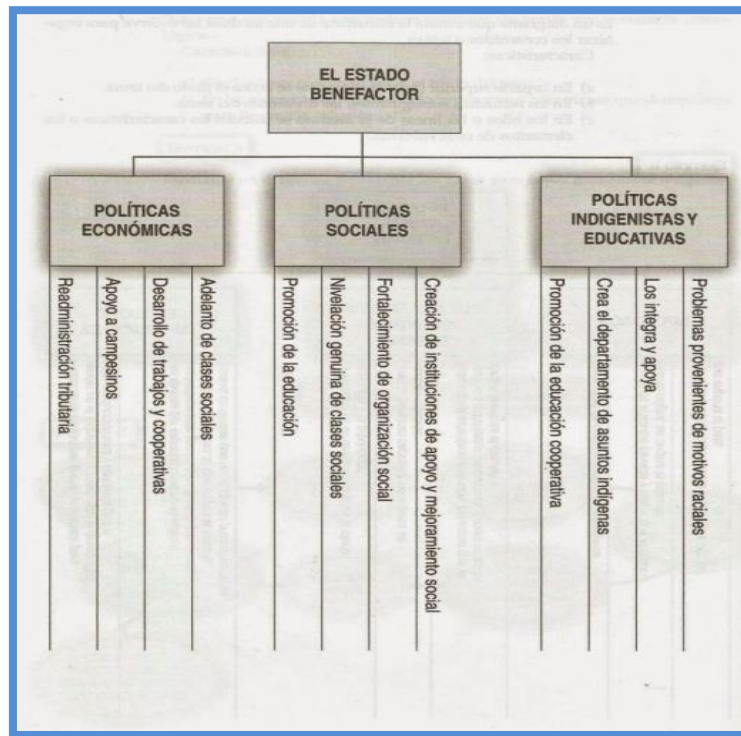 EL ESTADO
BENEFACTOR
POLÍTICAS
ECONÓMICAS
Readministración tributaria
Apoyo a campesinos
Desarrollo de trabajos y cooperativas
Adelanto de clases sociales
POLÍTICAS
SOCIALES
Promoción de la educación
Nivelación genuina de clases sociales
Fortalecimiento de organización social
Creación de instituciones de apoyo y mejoramiento social
POLÍTICAS
INDIGENISTAS Y
EDUCATIVAS
Promoción de la educación cooperativa
Crea el departamento de asuntos indígenas
Los integra y apoya
Problemas provenientes de motivos raciales